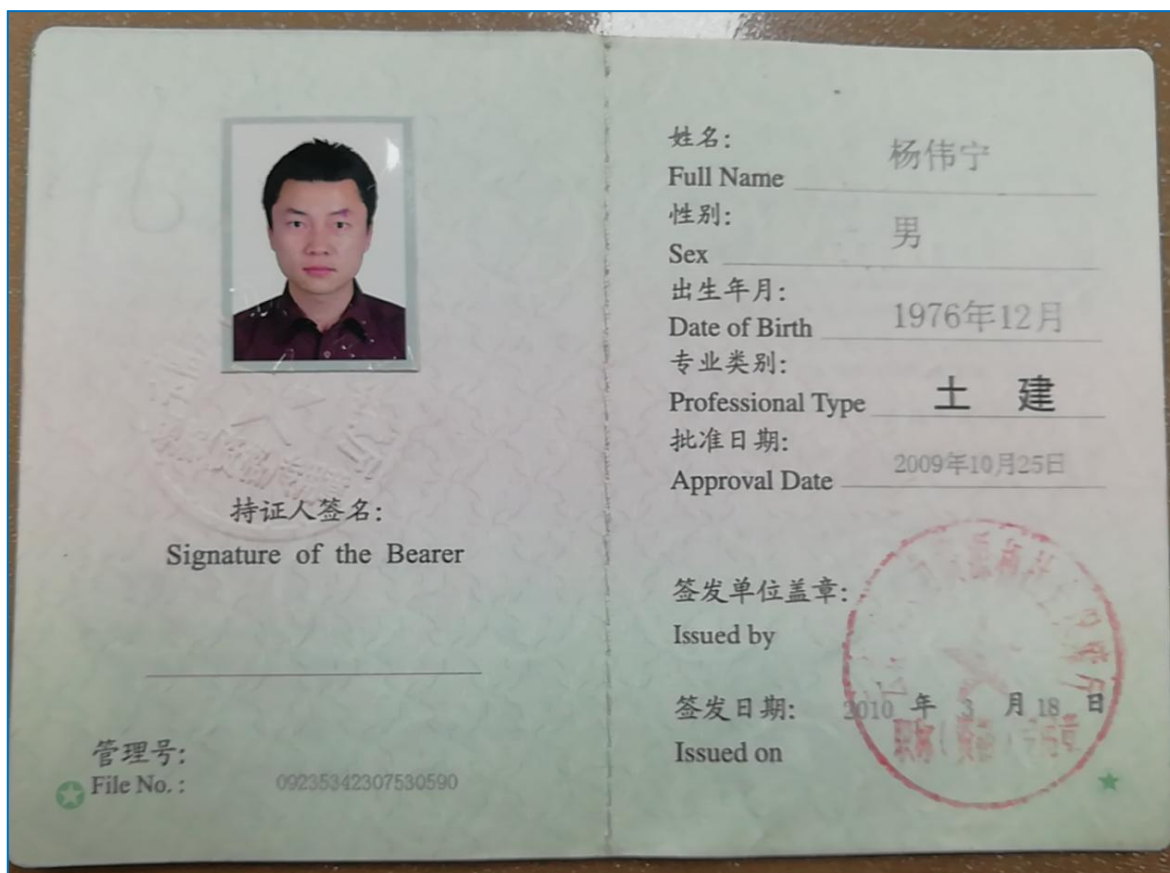 持证人签名:
Signature of the Bearer
管理号:
File No. :
09235342307530590
姓名:
杨伟宁
Full Name
性别:
男
Sex
出生年月:
1976年12月
Date of Birth
专业类别:
土 建
Professional Type
批准日期:
2009年10月25日
Approval Date
签发单位盖章:
Issued by
签发日期: 2010 年 3 月 18 日
Issued on